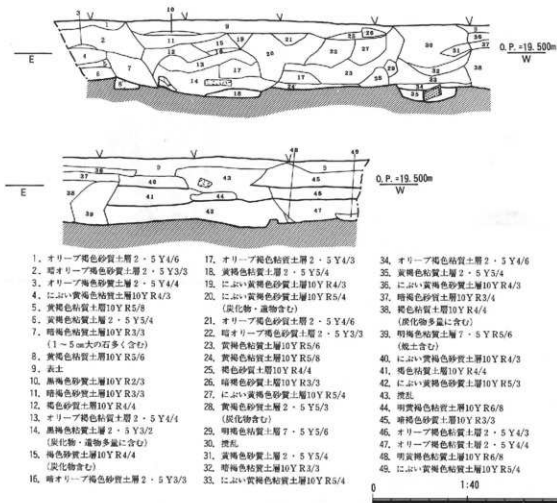 E
O.P.=19.500m
W
E
O.P.=19.500m
W
1. オリーブ褐色砂質土層2・5Y4/6
2. 暗オリーブ褐色砂質土層2・5Y3/3
3. オリーブ褐色砂質土層2・5Y4/4
4. にぶい黄褐色粘質土層10YR4/3
5. 黄褐色粘質土層10YR5/8
6. 黄褐色粘質土層2・5Y5/4
7. 暗褐色砂質土層10YR3/3
(1~5㎝大の石多く含む)
8. 黄褐色粘質土層10YR5/6
9. 表土
10. 黒褐色砂質土層10YR2/3
11. 暗褐色砂質土層10YR3/3
12. 褐色砂質土層10YR4/4
13. オリーブ褐色砂質土層2・5Y4/4
14. 黒褐色粘質土層2・5Y3/2
(炭化物・遺物多量に含む)
15. 褐色砂質土層10YR4/4
(炭化物含む)
16. 暗オリーブ褐色砂質土層2・5Y3/3
17. オリーブ褐色粘質土層2・5Y4/3
18. 黄褐色粘質土層2・5Y5/4
19. にぶい黄褐色砂質土層10YR4/3
20. にぶい黄褐色砂質土層10YR5/4
(炭化物・遺物含む)
21. オリーブ褐色砂質土層2・5Y4/6
22. 暗オリーブ褐色砂質土層2・5Y3/3
23. 黄褐色粘質土層10YR5/6
24. 黄褐色粘質土層10YR5/8
25. 褐色砂質土層10YR4/4
26. 暗褐色砂質土層10YR3/3
27. にぶい黄褐色砂質土層10YR5/4
28. 黄褐色砂質土層2・5Y5/3
(炭化物含む)
29. 明褐色粘質土層7・5Y5/6
30. 攪乱
31. 黄褐色砂質土層2・5Y5/4
32. 暗褐色粘質土層10YR3/3
33. にぶい黄褐色粘質土層10YR5/4
34. オリーブ褐色粘質土層2・5Y4/6
35. 黄褐色粘質土層2・5Y5/4
36. にぶい黄褐色砂質土層10YR4/3
37. 暗褐色砂質土層10YR3/4
38. 褐色粘質土層10YR4/4
(炭化物多量に含む)
39. 明褐色粘質土層7・5YR5/6
(焼土含む)
40. にぶい黄褐色砂質土層10YR4/3
41. 褐色粘質土層10YR4/4
42. にぶい黄褐色砂質土層10YR5/3
43. 攪乱
44. 明黄褐色粘質土層10YR6/8
45. 暗褐色砂質土層10YR3/3
46. オリーブ褐色砂質土層2・5Y4/3
47. オリーブ褐色砂質土層2・5Y4/4
48. 明黄褐色粘質土層10YR6/8
49. にぶい黄褐色粘質土層10YR5/4
0 1:40